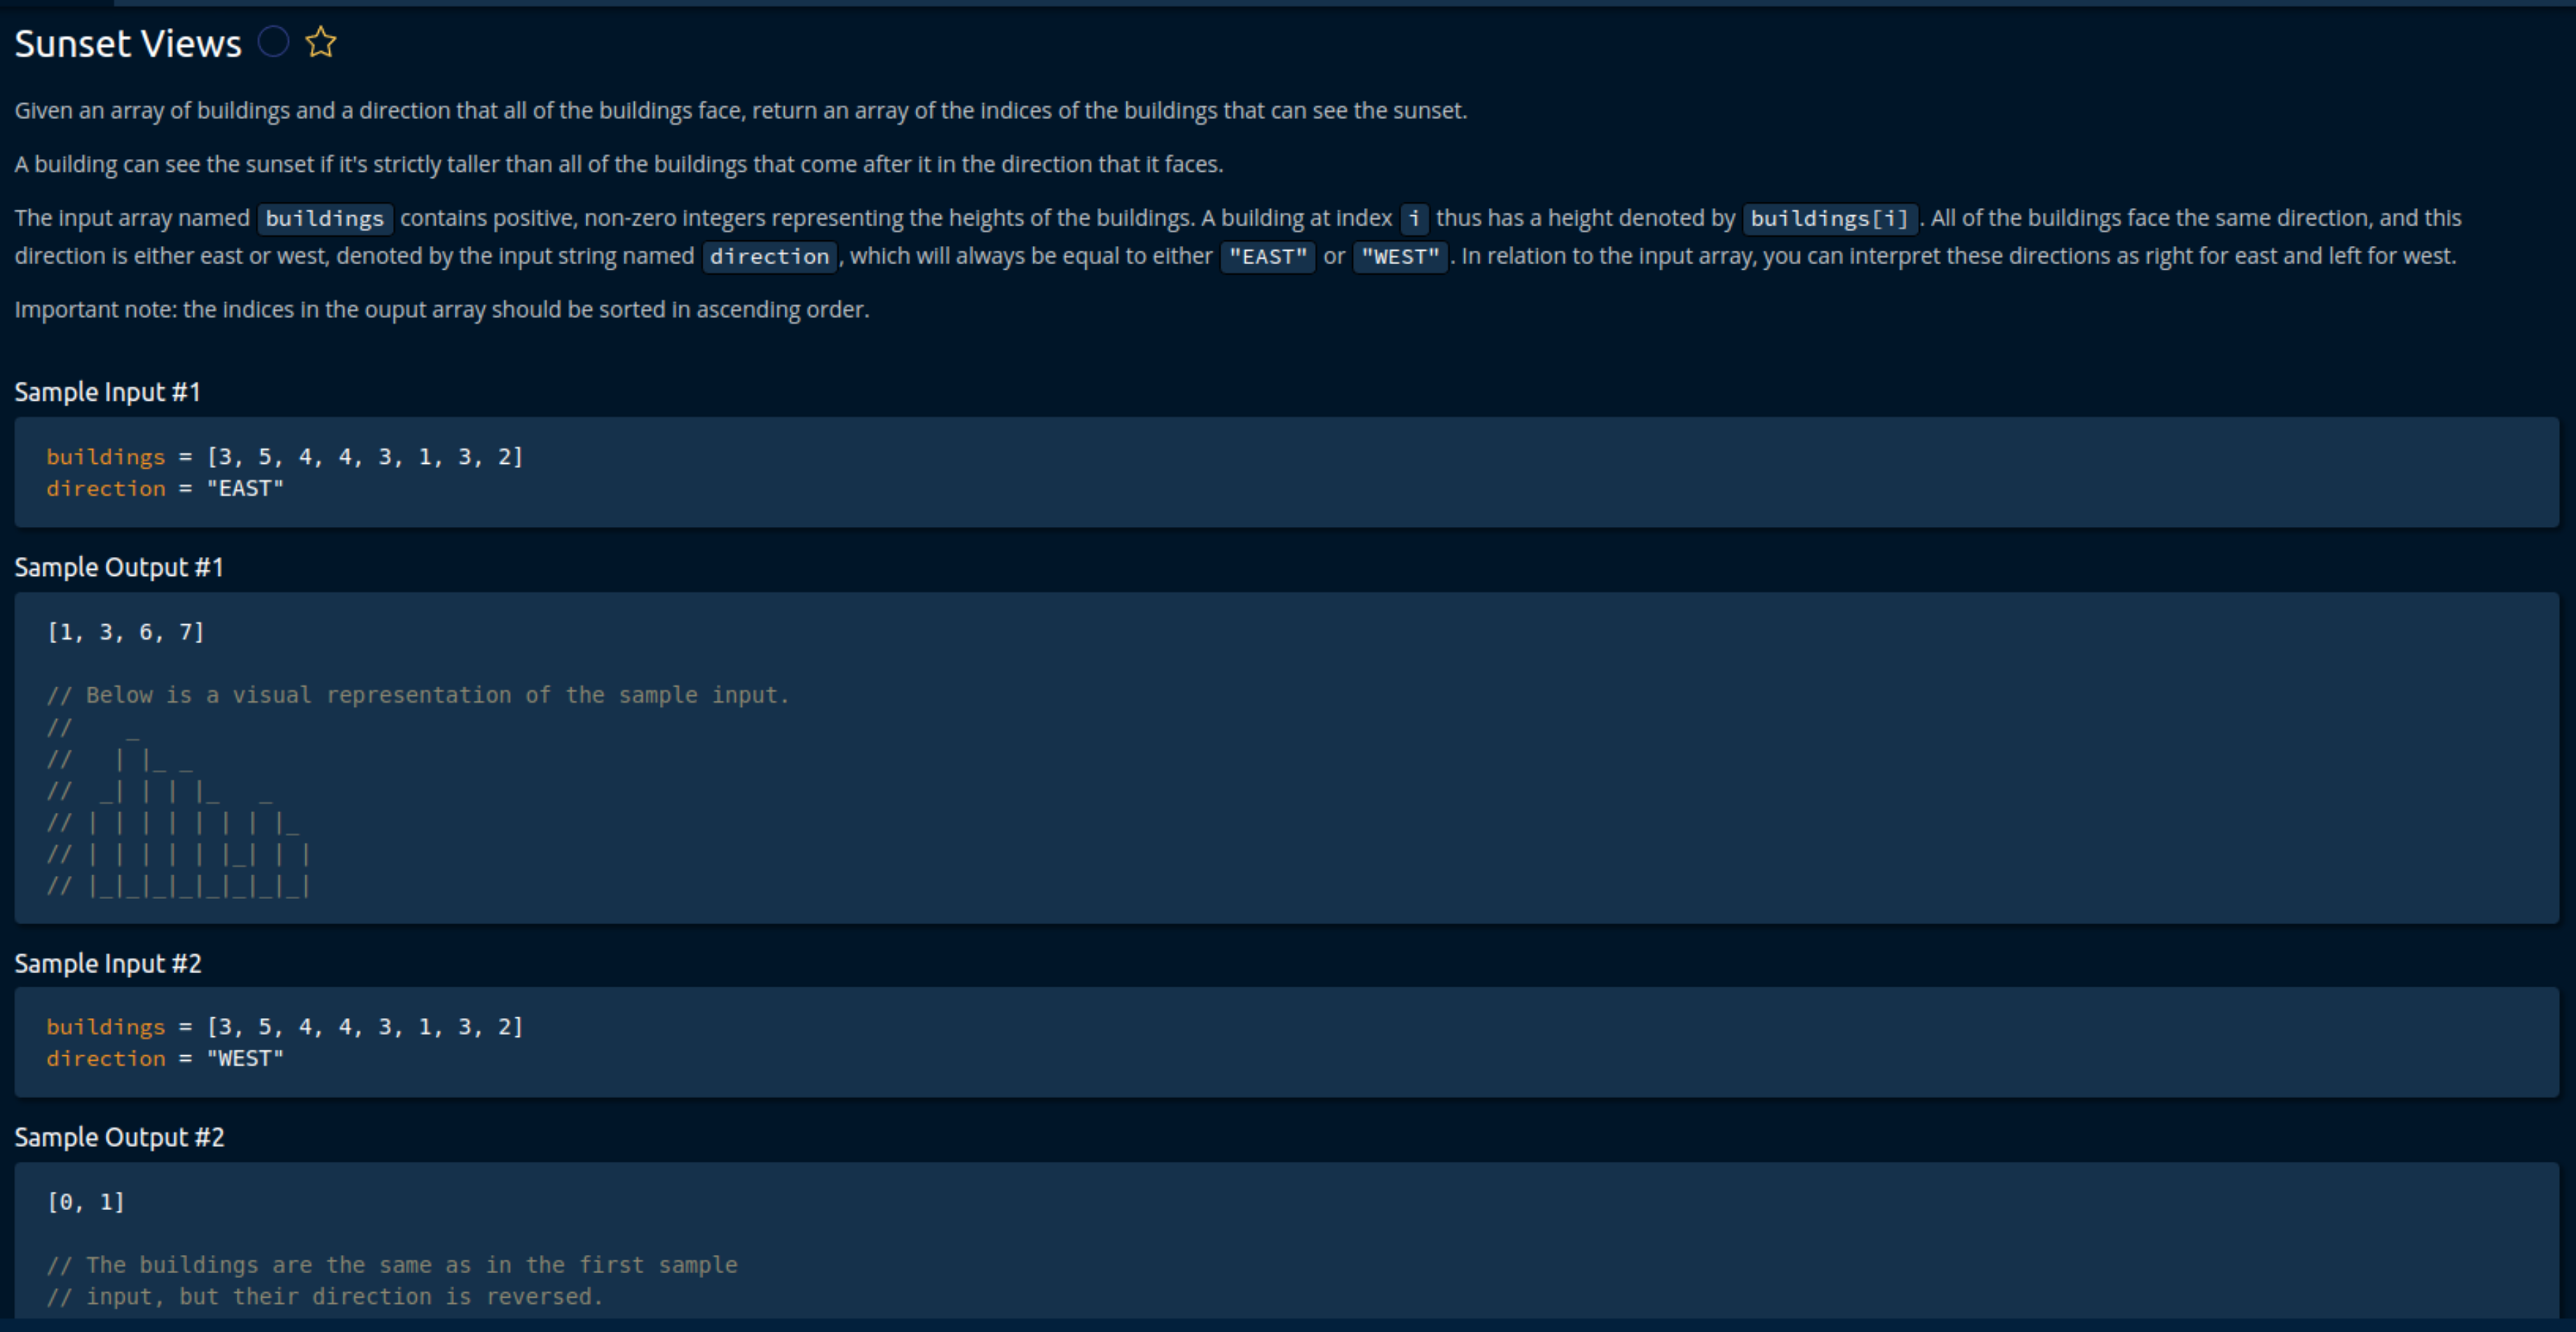 Sunset Views
Given an array of buildings and a direction that all of the buildings face, return an array of the indices of the buildings that can see the sunset.
A building can see the sunset if it's strictly taller than all of the buildings that come after it in the direction that it faces.
The input array named buildings contains positive, non-zero integers representing the heights of the buildings. A building at index i thus has a height denoted by buildings[i]. All of the buildings face the same direction, and this
direction is either east or west, denoted by the input string named direction, which will always be equal to either "EAST" or "WEST". In relation to the input array, you can interpret these directions as right for east and left for west.
Important note: the indices in the ouput array should be sorted in ascending order.
Sample Input #1
buildings = [3, 5, 4, 4, 3, 1, 3, 2]
direction = "EAST"
Sample Output #1
[1, 3, 6, 7]
// Below is a visual representation of the sample input.
//    _
//   | |_ _
//  _| | | |_   _
// | | | | | | | |_
// | | | | | |_| | |
// |_|_|_|_|_|_|_|_|
Sample Input #2
buildings = [3, 5, 4, 4, 3, 1, 3, 2]
direction = "WEST"
Sample Output #2
[0, 1]
// The buildings are the same as in the first sample
// input, but their direction is reversed.